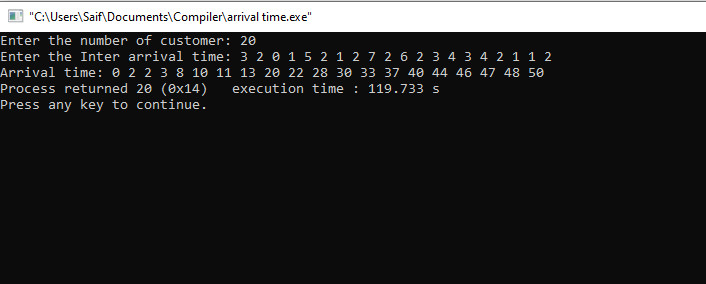 "C:\Users\Saif\Documents\Compiler\arrival time.exe"
Enter the number of customer: 20
Enter the Inter arrival time: 3 2 0 1 5 2 1 2 7 2 6 2 3 4 3 4 2 1 1 2
Arrival time: 0 2 2 3 8 10 11 13 20 22 28 30 33 37 40 44 46 47 48 50
Process returned 20 (0x14)   execution time : 119.733 s
Press any key to continue.